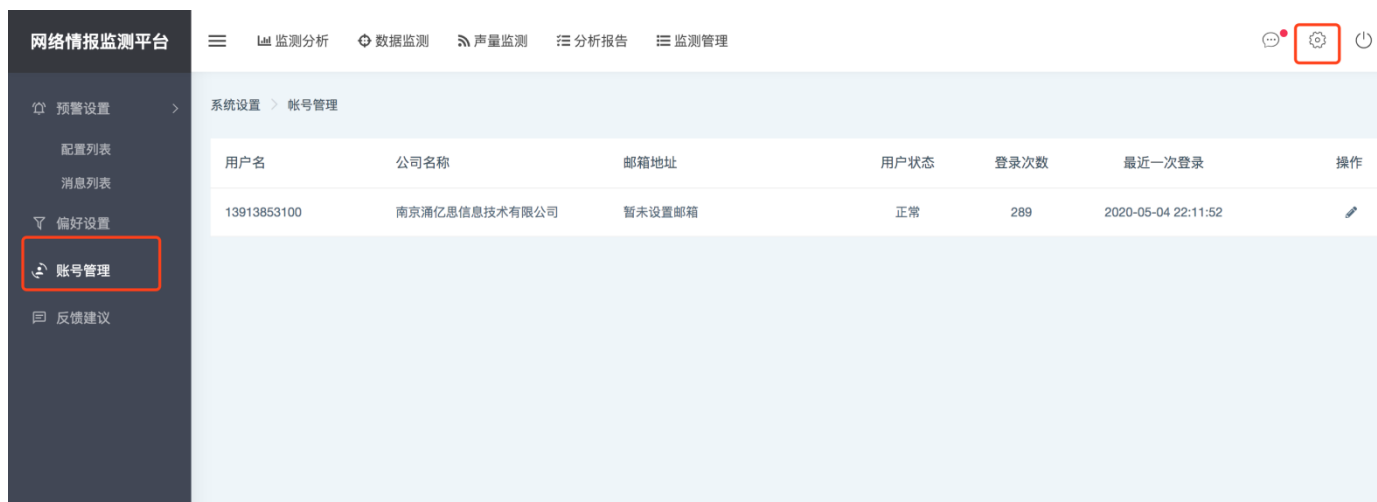 网络情报监测平台 监测分析 数据监测 声量监测 分析报告 监测管理
预警设置
配置列表
消息列表
偏好设置
账号管理
反馈建议
系统设置 帐号管理
用户名 公司名称 邮箱地址 用户状态 登录次数 最近一次登录 操作
13913853100 南京涌亿思信息技术有限公司 暂未设置邮箱 正常 289 2020-05-04 22:11:52